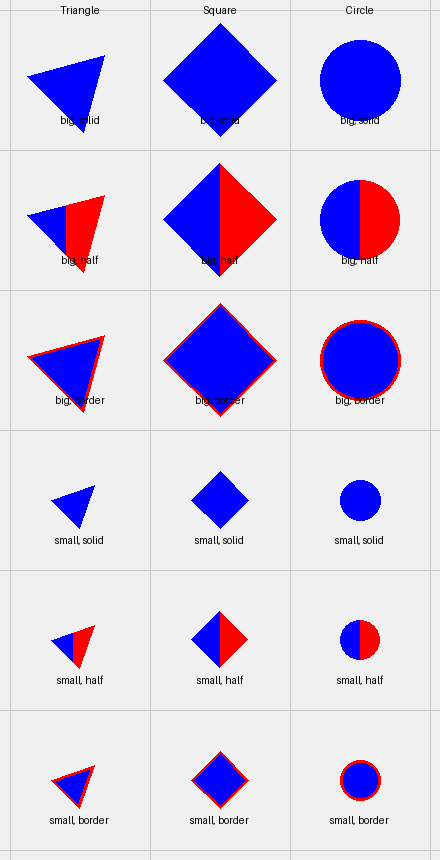 Triangle Square Circle
big, solid big, solid big, solid
big, half big, half big, half
big, border big, border big, border
small, solid small, solid small, solid
small, half small, half small, half
small, border small, border small, border